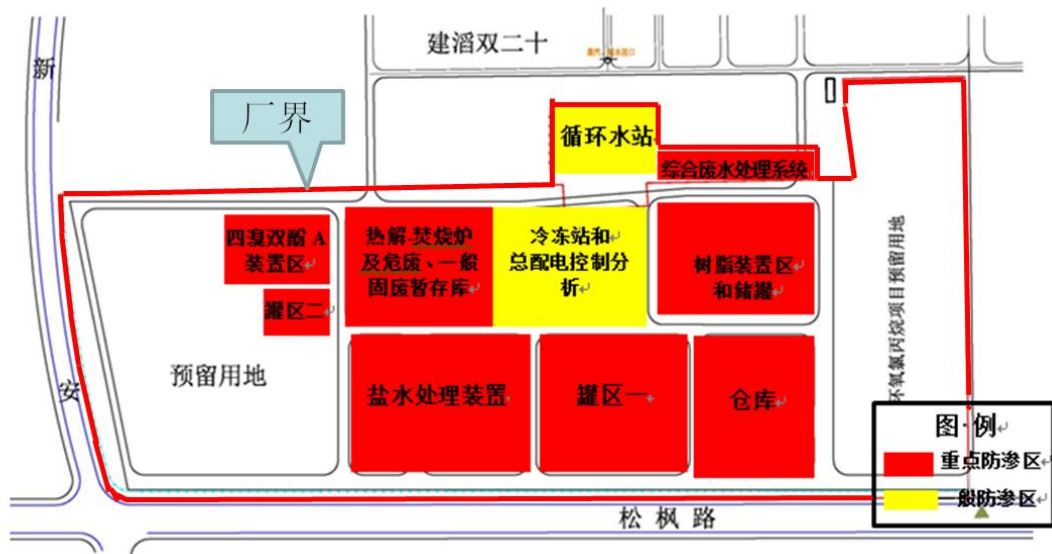 建滔双二十
新
厂界
循环水站
综合废水处理系统
四溴双酚 A
装置区
热解-焚烧炉
及危废、一般
固废暂存库
冷冻站和
总配电控制分
析
树脂装置区
和储罐
罐区二
环氧氯丙烷项目预留用地
预留用地
安
盐水处理装置
罐区一
仓库
图·例
重点防渗区
一般防渗区
松枫路